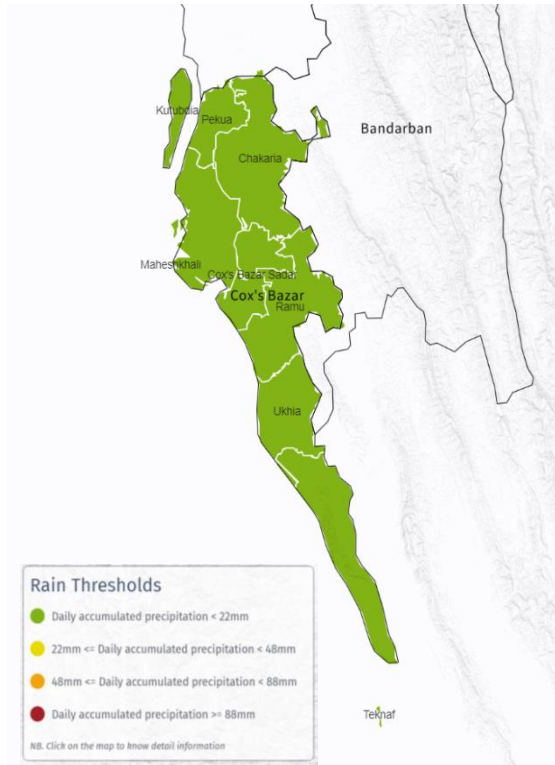 Kutubdia
Pekua
Bandarban
Chakaria
Maheshkhali
Cox's Bazar Sadar
Cox's Bazar
Ramu
Ukhia
Rain Thresholds
Daily accumulated precipitation < 22mm
22mm <= Daily accumulated precipitation < 48mm
48mm <= Daily accumulated precipitation < 88mm
Daily accumulated precipitation >= 88mm
Teknaf
NB. Click on the map to know detail information